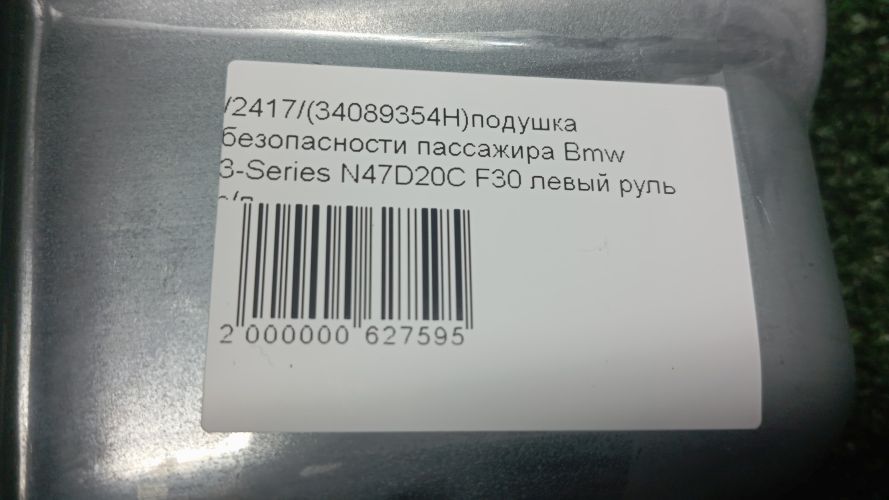 /2417/(34089354H)подушка
безопасности пассажира Bmw
3-Series N47D20C F30 левый руль
2 000000 627595